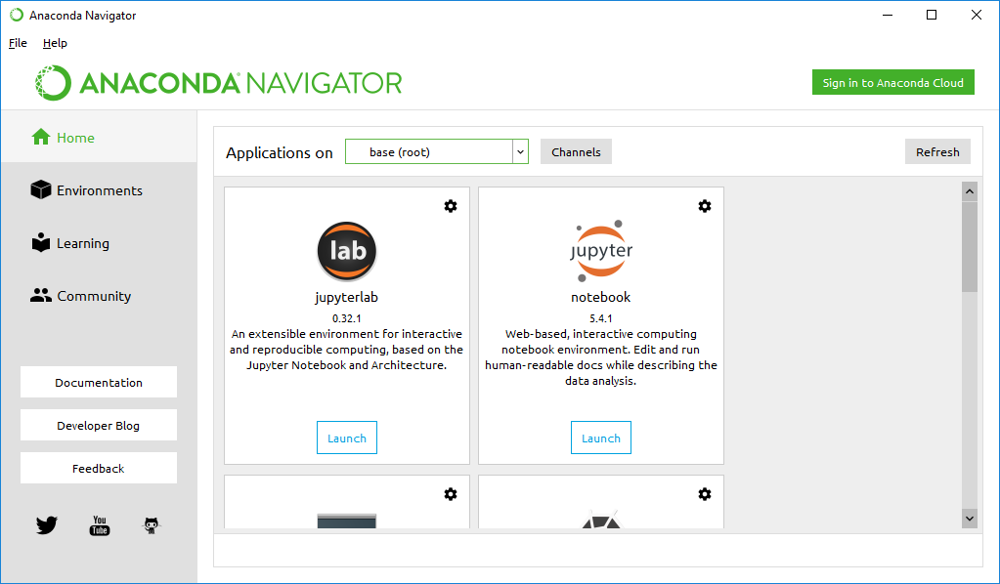 Anaconda Navigator
File Help
ANACONDA NAVIGATOR
Sign in to Anaconda Cloud
Home
Environments
Learning
Community
Documentation
Developer Blog
Feedback
You
Tube
Applications on base (root) Channels Refresh
lab
jupyterlab
0.32.1
An extensible environment for interactive
and reproducible computing, based on the
Jupyter Notebook and Architecture.
Launch
jupyter
notebook
5.4.1
Web-based, interactive computing
notebook environment. Edit and run
human-readable docs while describing the
data analysis.
Launch